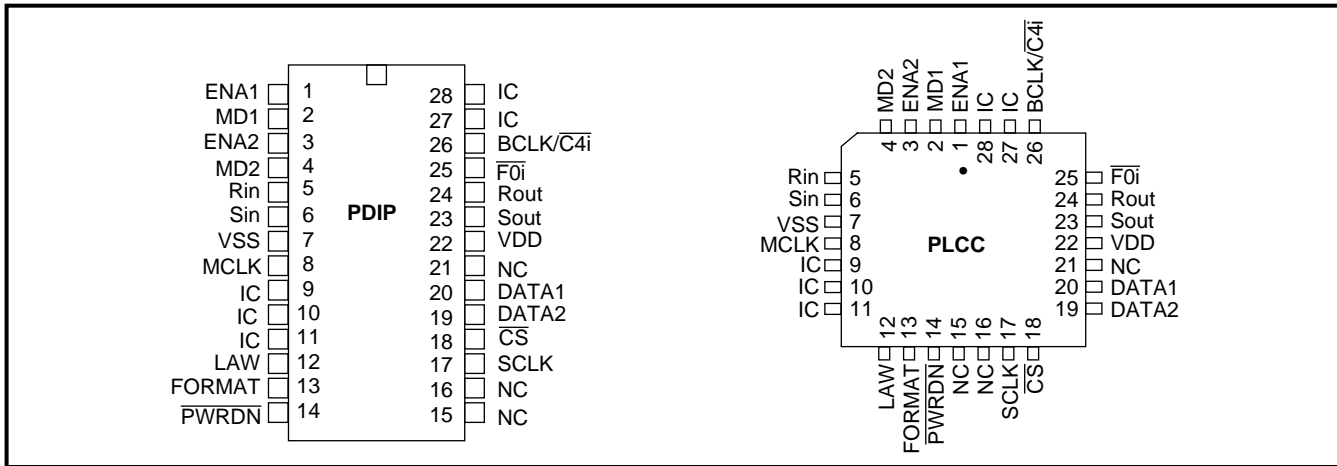 ENA1 1 28 IC
MD1 2 27 IC
ENA2 3 26 BCLK/C4i
MD2 4 25 F0i
Rin 5 24 Rout
Sin 6 23 Sout
VSS 7 22 VDD
MCLK 8 21 NC
IC 9 20 DATA1
IC 10 19 DATA2
IC 11 18 CS
LAW 12 17 SCLK
FORMAT 13 16 NC
PWRDN 14 15 NC
PDIP
MD2 ENA2 MD1 ENA1 IC IC BCLK/C4i
4 3 2 1 28 27 26
Rin 5 25 F0i
Sin 6 24 Rout
VSS 7 23 Sout
MCLK 8 22 VDD
IC 9 21 NC
IC 10 20 DATA1
IC 11 19 DATA2
PLCC
12 13 14 15 16 17 18
LAW FORMAT PWRDN NC NC SCLK CS